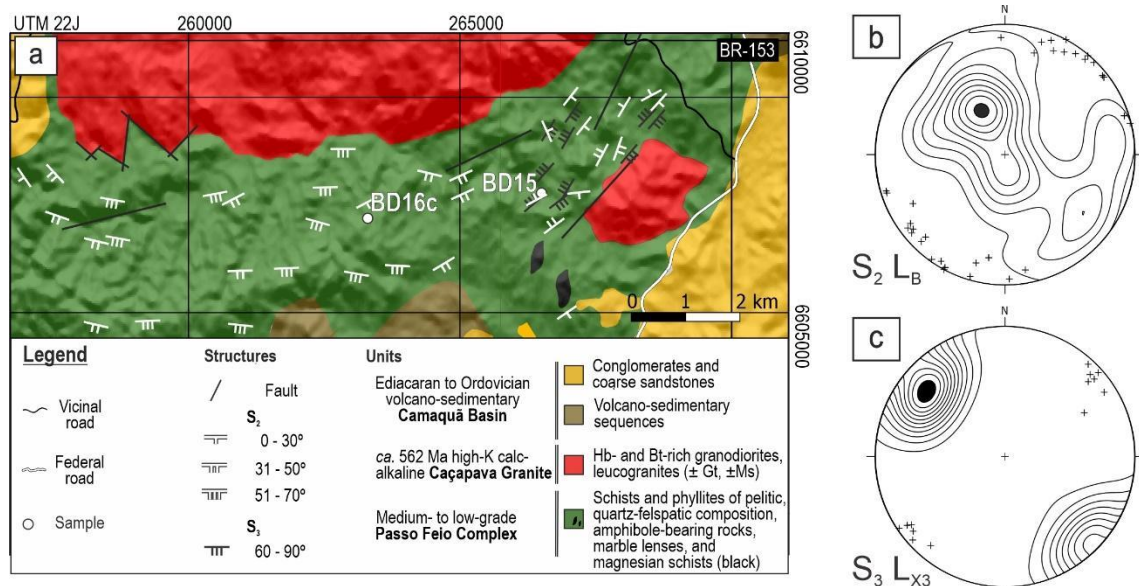 UTM 22J
260000
265000
a
BR-153
6610000
BD15
BD16c
0 1 2 km
6605000
Legend
Vicinal
road
Federal
road
Sample
Structures
Fault
S2
0 - 30º
31 - 50º
51 - 70º
S3
60 - 90º
Units
Ediacaran to Ordovician
volcano-sedimentary
Camaquã Basin
ca. 562 Ma high-K calc-
alkaline Caçapava Granite
Medium- to low-grade
Passo Feio Complex
Conglomerates and
coarse sandstones
Volcano-sedimentary
sequences
Hb- and Bt-rich granodiorites,
leucogranites (± Gt, ±Ms)
Schists and phyllites of pelitic,
quartz-felspatic composition,
amphibole-bearing rocks,
marble lenses, and
magnesian schists (black)
b
N
S2 LB
c
N
S3 LX3